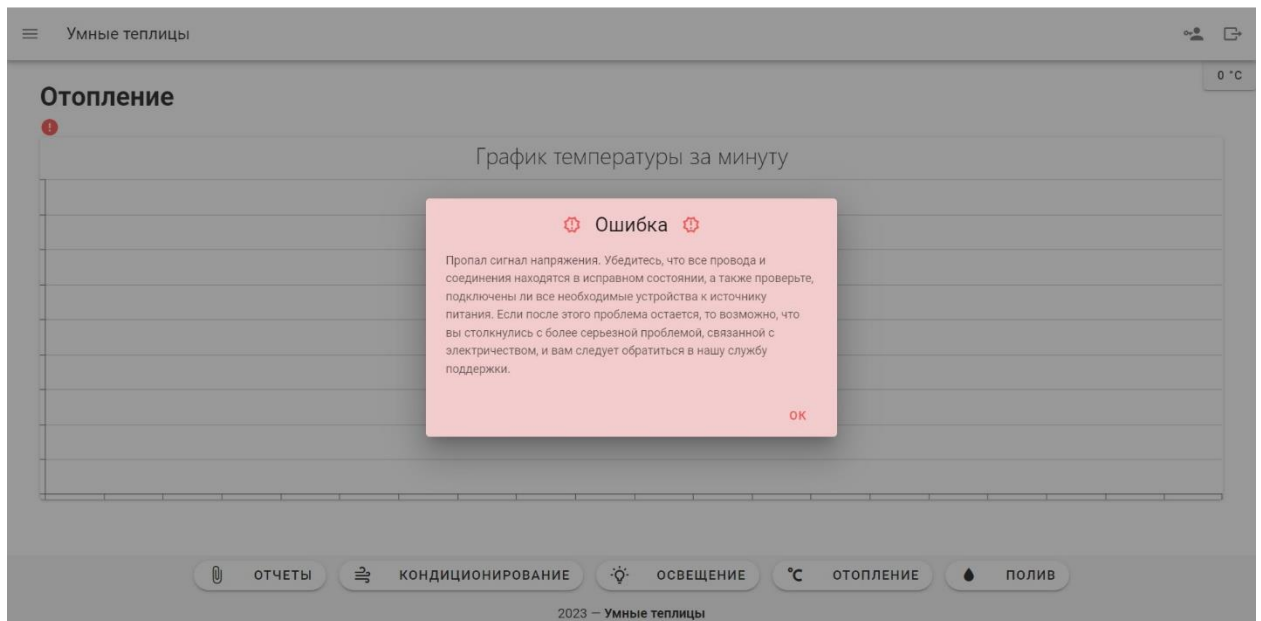 Умные теплицы
0 °C
Отопление
График температуры за минуту
Ошибка
Пропал сигнал напряжения. Убедитесь, что все провода и
соединения находятся в исправном состоянии, а также проверьте,
подключены ли все необходимые устройства к источнику
питания. Если после этого проблема остается, то возможно, что
вы столкнулись с более серьезной проблемой, связанной с
электричеством, и вам следует обратиться в нашу службу
поддержки.
ОК
ОТЧЕТЫ
КОНДИЦИОНИРОВАНИЕ
ОСВЕЩЕНИЕ
°C ОТОПЛЕНИЕ
ПОЛИВ
2023 — Умные теплицы